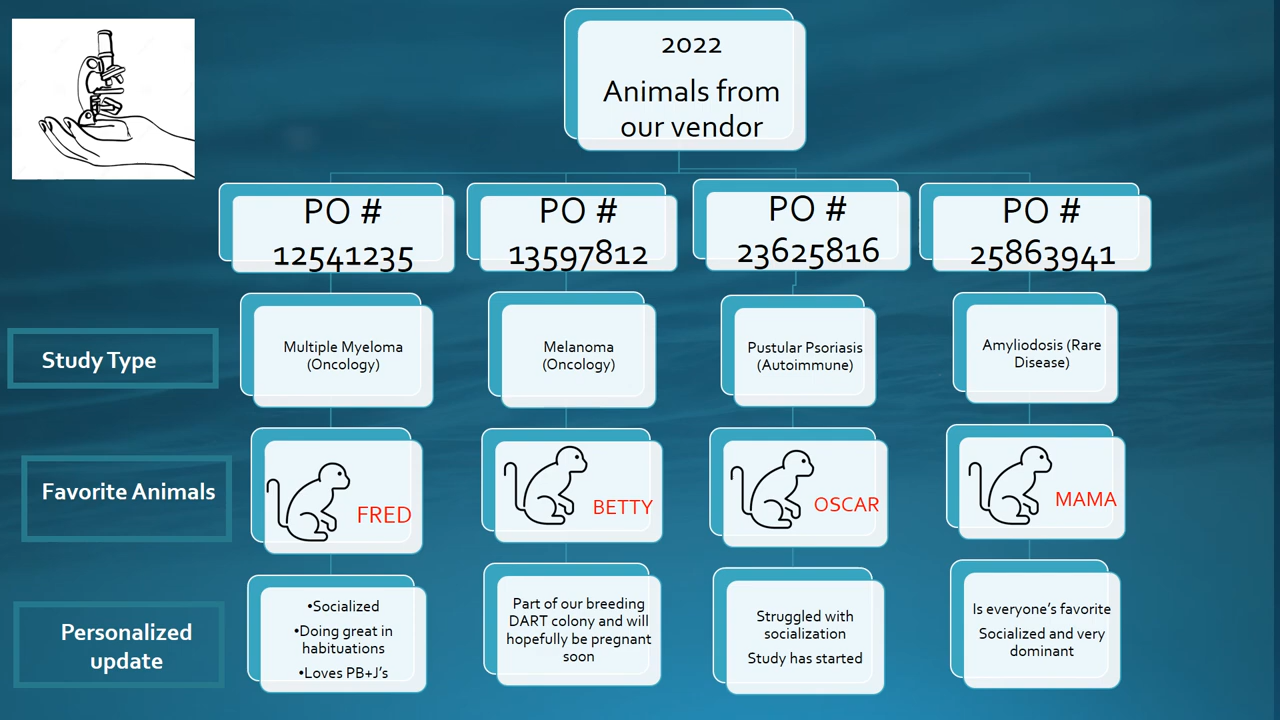 2022
Animals from
our vendor
PO #
12541235
PO #
13597812
PO #
23625816
PO #
25863941
Study Type
Multiple Myeloma
(Oncology)
Melanoma
(Oncology)
Pustular Psoriasis
(Autoimmune)
Amyliodosis (Rare
Disease)
Favorite Animals
FRED
BETTY
OSCAR
MAMA
Personalized
update
•Socialized
•Doing great in
habituations
•Loves PB+J's
Part of our breeding
DART colony and will
hopefully be pregnant
soon
Struggled with
socialization
Study has started
Is everyone's favorite
Socialized and very
dominant